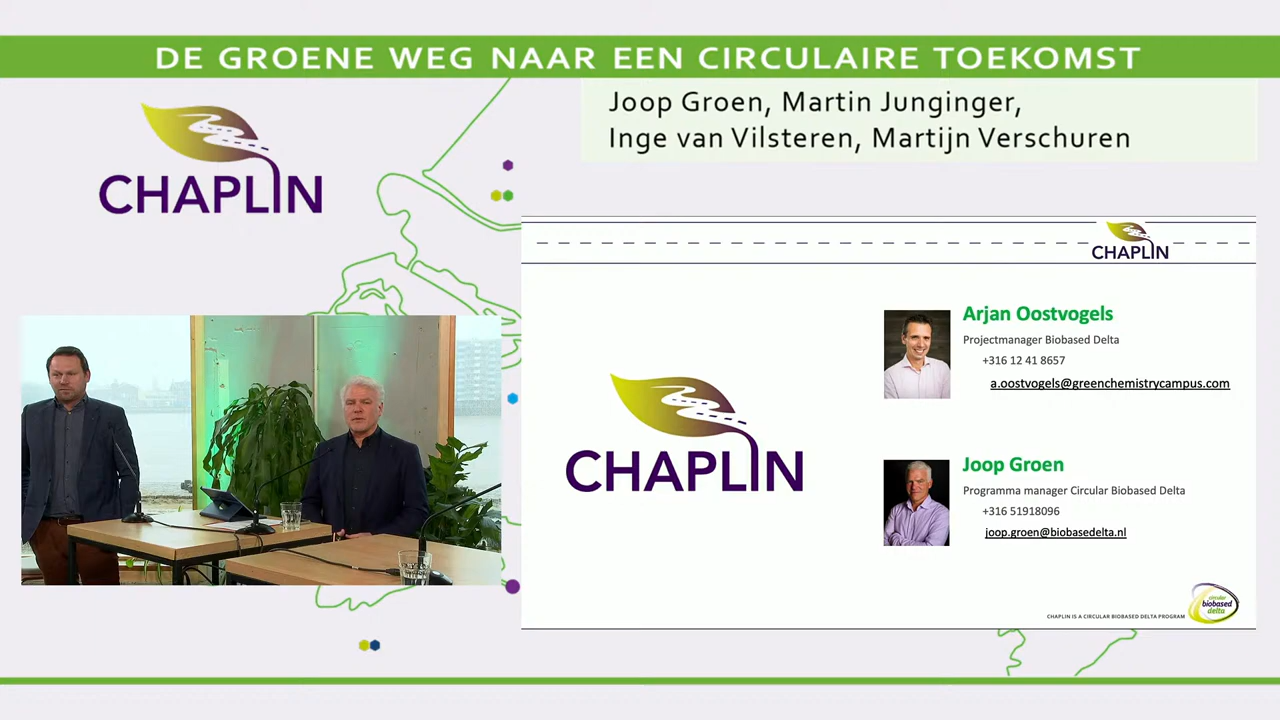 DE GROENE WEG NAAR EEN CIRCULAIRE TOEKOMST
Joop Groen, Martin Junginger,
Inge van Vilsteren, Martijn Verschuren
CHAPLIN
CHAPLIN
Arjan Oostvogels
Projectmanager Biobased Delta
+316 12 41 8657
a.oostvogels@greenchemistrycampus.com
CHAPLIN
Joop Groen
Programma manager Circular Biobased Delta
+316 51918096
joop.groen@biobasedelta.nl
CHAPLIN IS A CIRCULAR BIOBASED DELTA PROGRAM
circular
biobased
delta